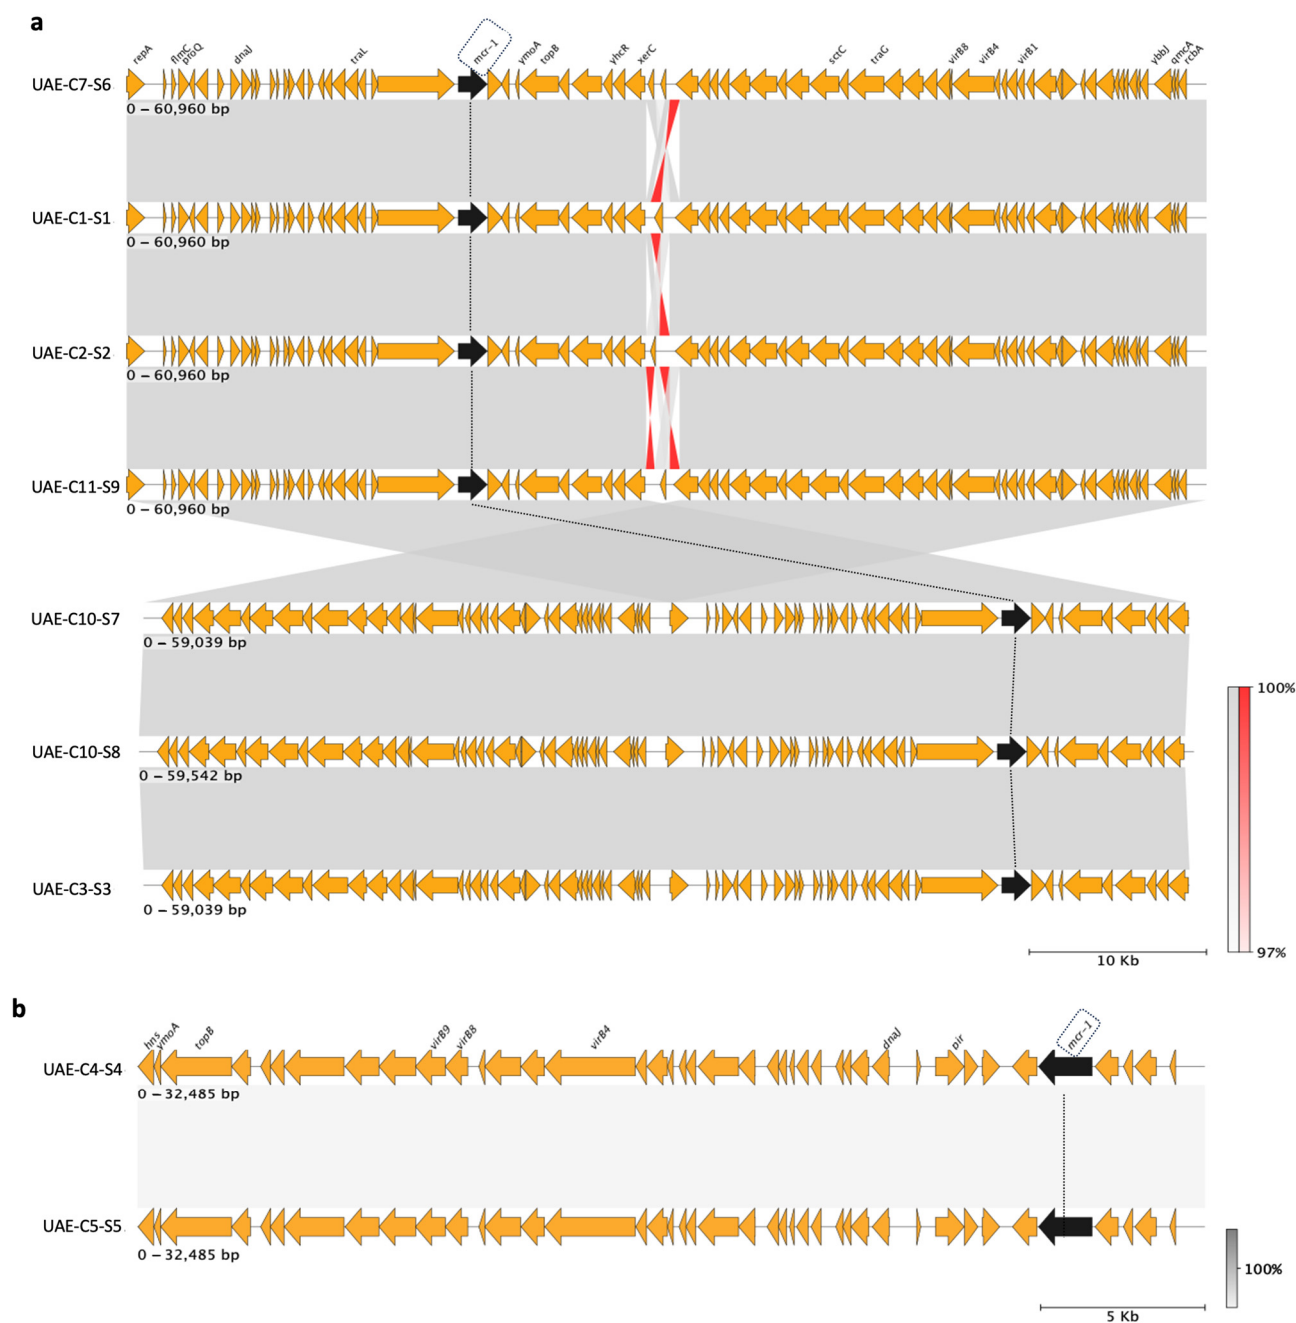 a
repA flmC proQ dnaJ traL mcr-1 ymoA topB yhcR xerC sctC traG virB8 virB4 virB1 ybbJ qmcA rcbA
UAE-C7-S6
0 – 60,960 bp
UAE-C1-S1
0 – 60,960 bp
UAE-C2-S2
0 – 60,960 bp
UAE-C11-S9
0 – 60,960 bp
UAE-C10-S7
0 – 59,039 bp
100%
UAE-C10-S8
0 – 59,542 bp
UAE-C3-S3
0 – 59,039 bp
97%
10 Kb
b
hns ymoA topB virB9 virB8 virB4 dnaJ pir mcr-1
UAE-C4-S4
0 – 32,485 bp
UAE-C5-S5
0 – 32,485 bp
100%
5 Kb